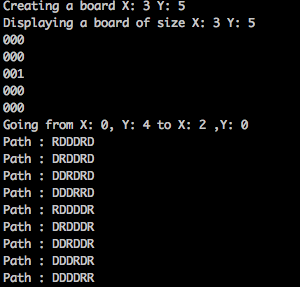 Creating a board X: 3 Y: 5
Displaying a board of size X: 3 Y: 5
000
000
001
000
000
Going from X: 0, Y: 4 to X: 2 ,Y: 0
Path : RDDDRD
Path : DRDDRD
Path : DDRDRD
Path : DDDRRD
Path : RDDDDR
Path : DRDDDR
Path : DDRDDR
Path : DDDRDR
Path : DDDDRR